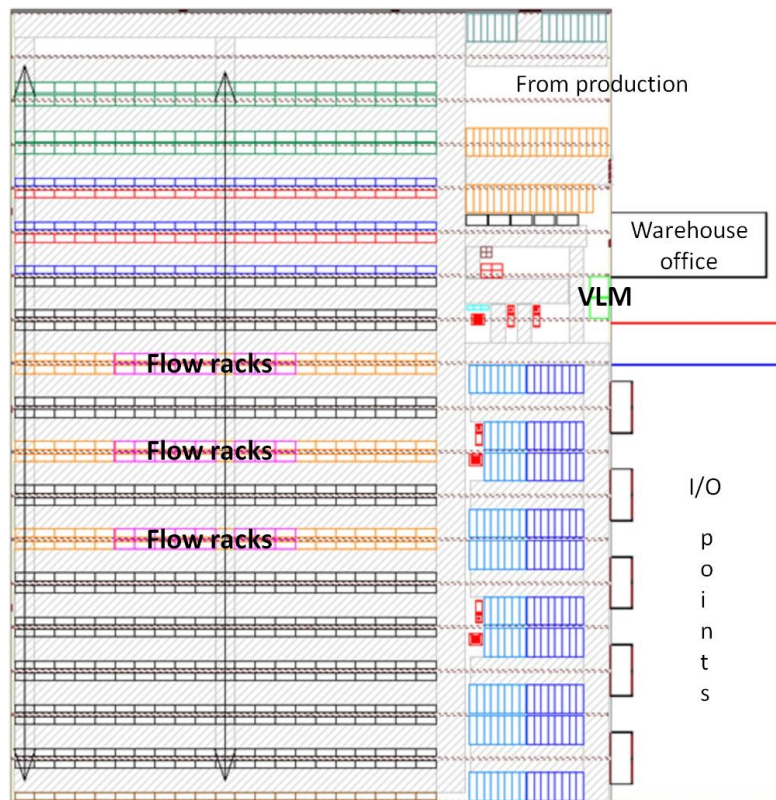 From production
Warehouse
office
VLM
Flow racks
Flow racks
Flow racks
I/O
p
o
i
n
t
s